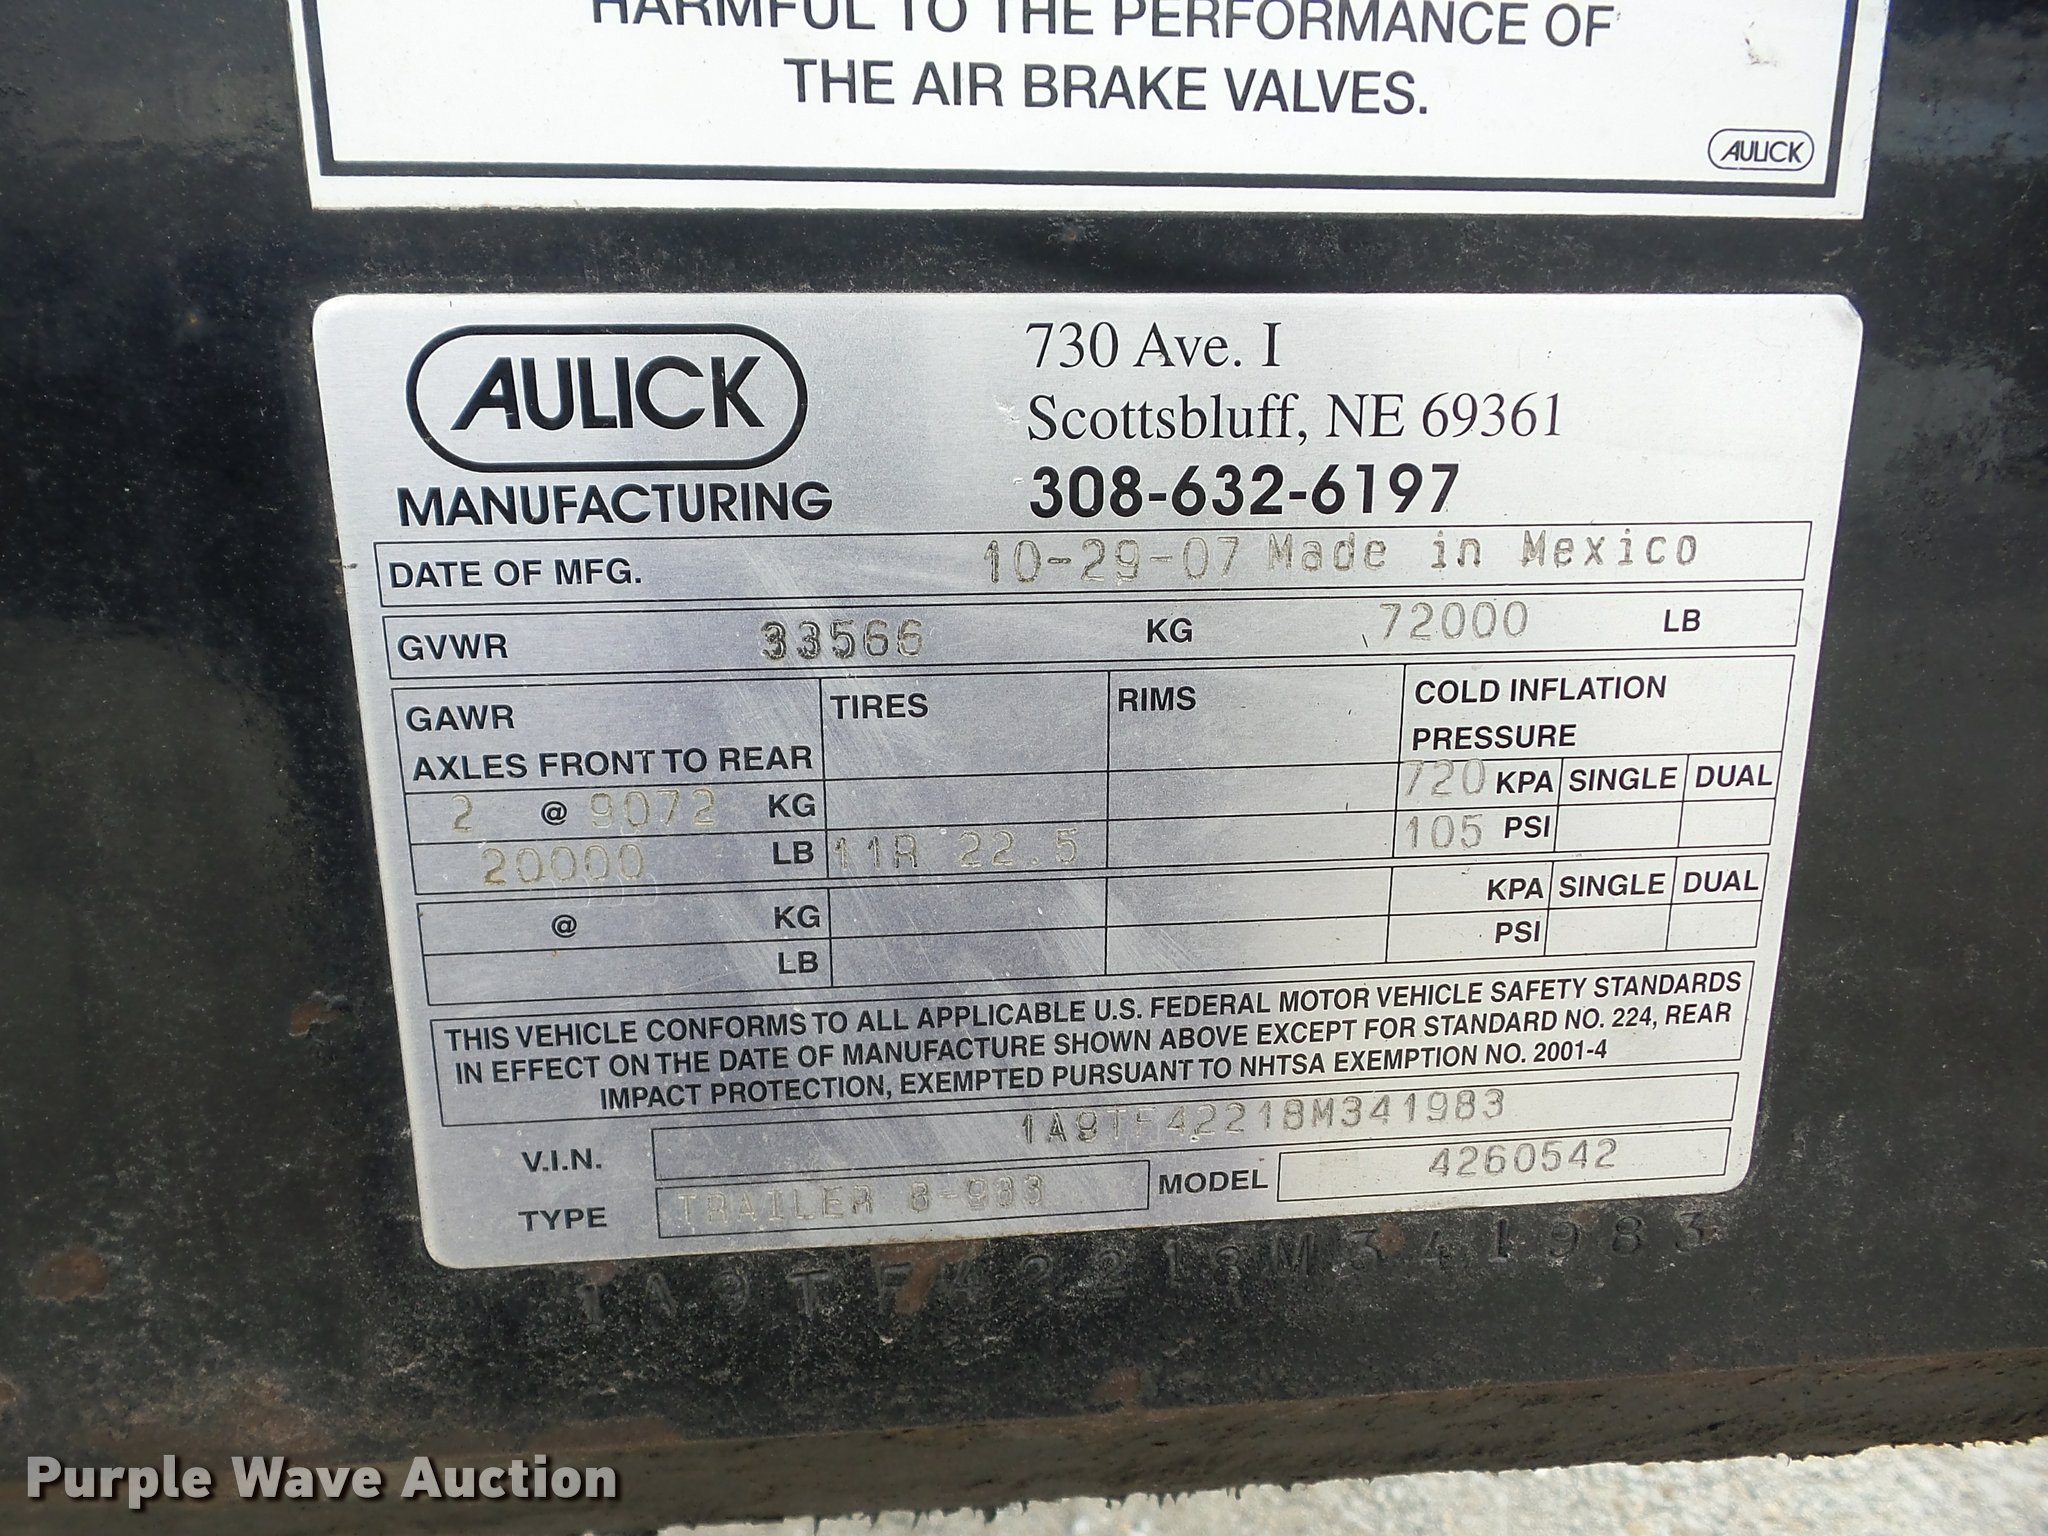 HARMFUL TO THE PERFORMANCE OF
THE AIR BRAKE VALVES.
AULICK
AULICK
MANUFACTURING
730 Ave. I
Scottsbluff, NE 69361
308-632-6197
DATE OF MFG. 10-29-07 Made in Mexico
GVWR 33566 KG 72000 LB
GAWR
AXLES FRONT TO REAR
TIRES
RIMS
COLD INFLATION
PRESSURE
2 @ 9072 KG 720 KPA SINGLE DUAL
20000 LB 11R 22.5 105 PSI
@ KG KPA SINGLE DUAL
LB PSI
THIS VEHICLE CONFORMS TO ALL APPLICABLE U.S. FEDERAL MOTOR VEHICLE SAFETY STANDARDS
IN EFFECT ON THE DATE OF MANUFACTURE SHOWN ABOVE EXCEPT FOR STANDARD NO. 224, REAR
IMPACT PROTECTION, EXEMPTED PURSUANT TO NHTSA EXEMPTION NO. 2001-4
V.I.N. 1A9TF42218M341983
TYPE TRAILER 8-983 MODEL 4260542
1A9TF42218M341983
Purple Wave Auction